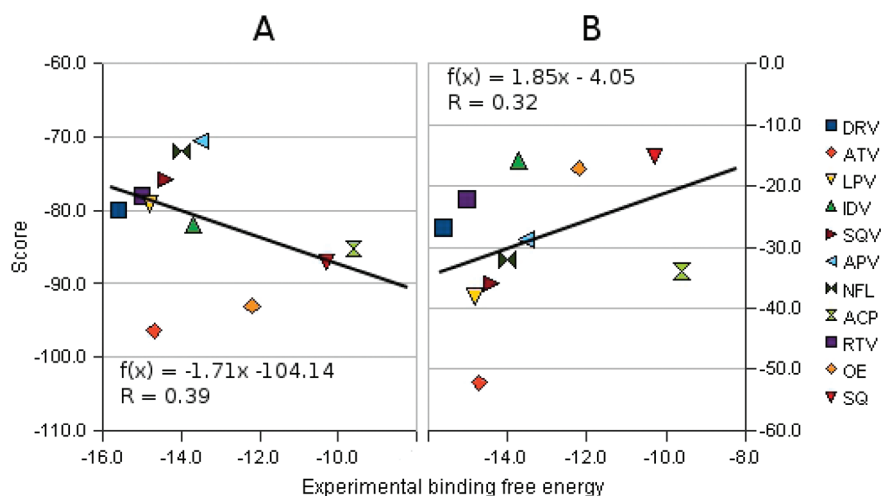 A
B
-60.0
-70.0
-80.0
-90.0
-100.0
-110.0
Score
f(x) = -1.71x -104.14
R = 0.39
-16.0
-14.0
-12.0
-10.0
f(x) = 1.85x - 4.05
R = 0.32
0.0
-10.0
-20.0
-30.0
-40.0
-50.0
-60.0
-14.0
-12.0
-10.0
-8.0
Experimental binding free energy
DRV
ATV
LPV
IDV
SQV
APV
NFL
ACP
RTV
OE
SQ